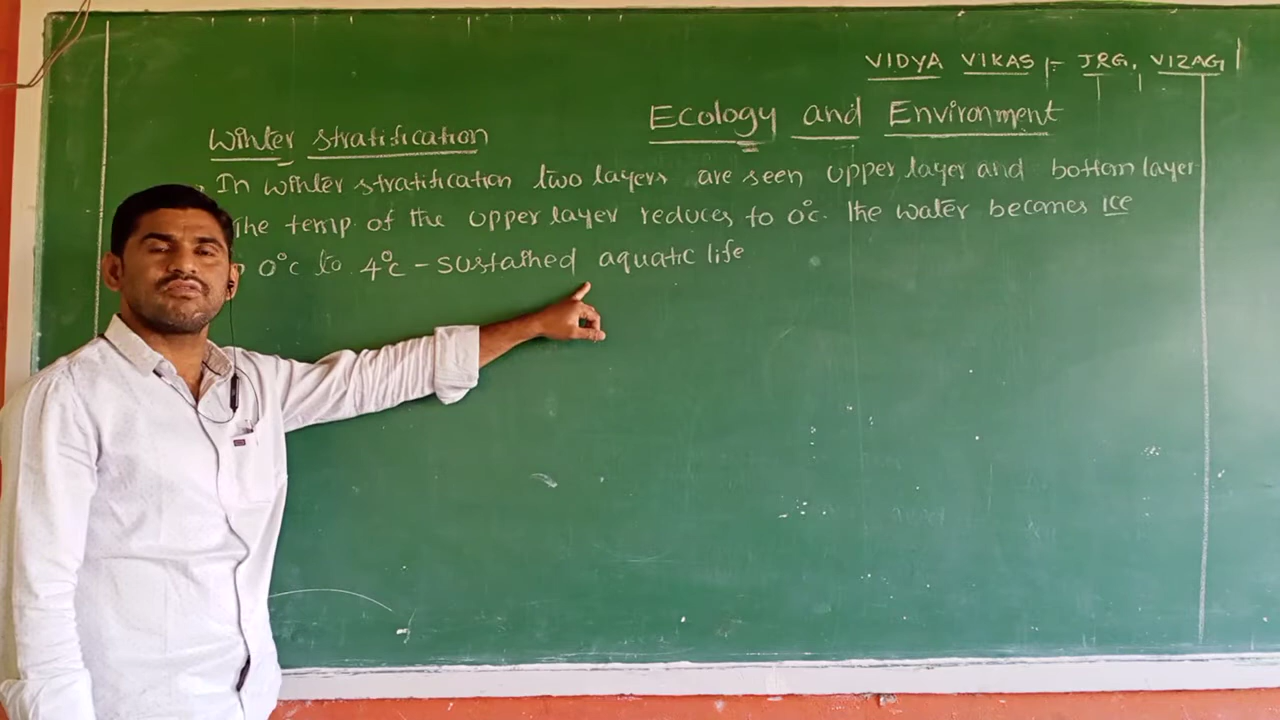 VIDYA VIKAS :- JRG, VIZAG
Ecology and Environment
Winter stratification
In winter stratification two layers are seen upper layer and bottom layer
The temp. of the upper layer reduces to 0°c. The water becomes ice
0°c to 4°c - sustained aquatic life